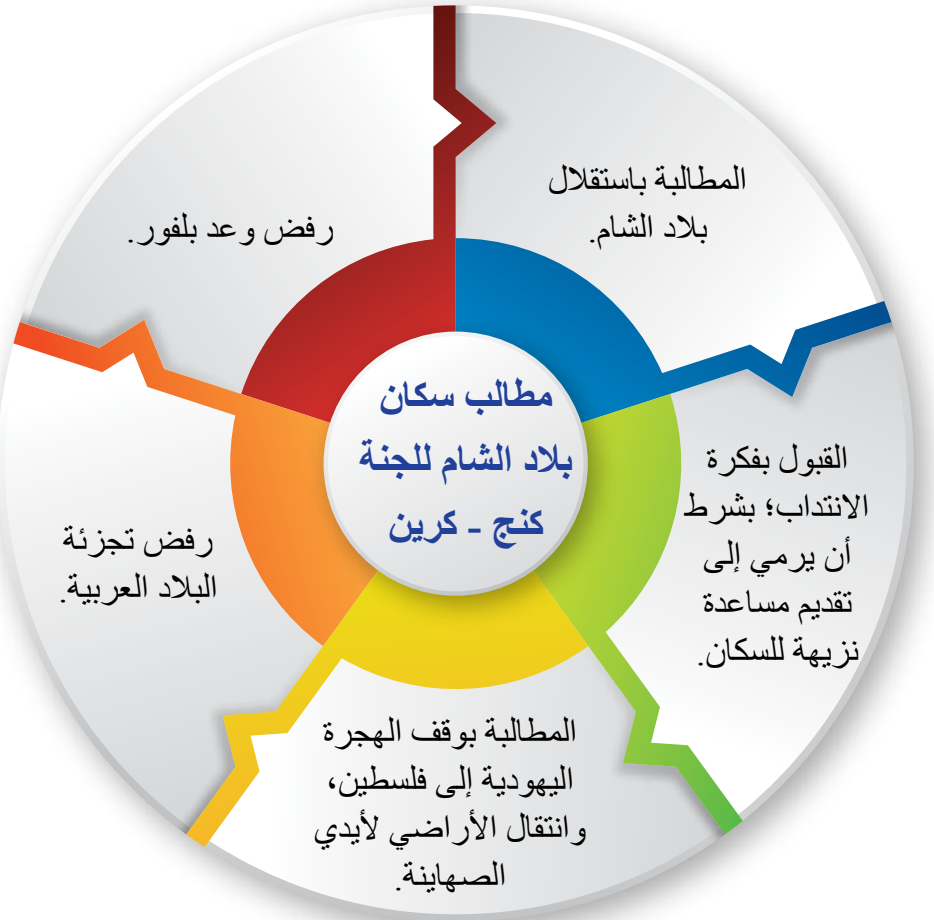 مطالب سكان
بلاد الشام للجنة
كنج - كرين
المطالبة باستقلال
بلاد الشام.
القبول بفكرة
الانتداب؛ بشرط
أن يرمي إلى
تقديم مساعدة
نزيهة للسكان.
المطالبة بوقف الهجرة
اليهودية إلى فلسطين،
وانتقال الأراضي لأيدي
الصهاينة.
رفض تجزئة
البلاد العربية.
رفض وعد بلفور.